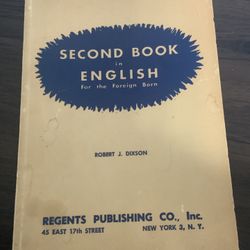 SECOND BOOK
in
ENGLISH
For the Foreign Born
ROBERT J. DIXSON
REGENTS PUBLISHING CO., Inc.
45 EAST 17th STREET NEW YORK 3, N. Y.